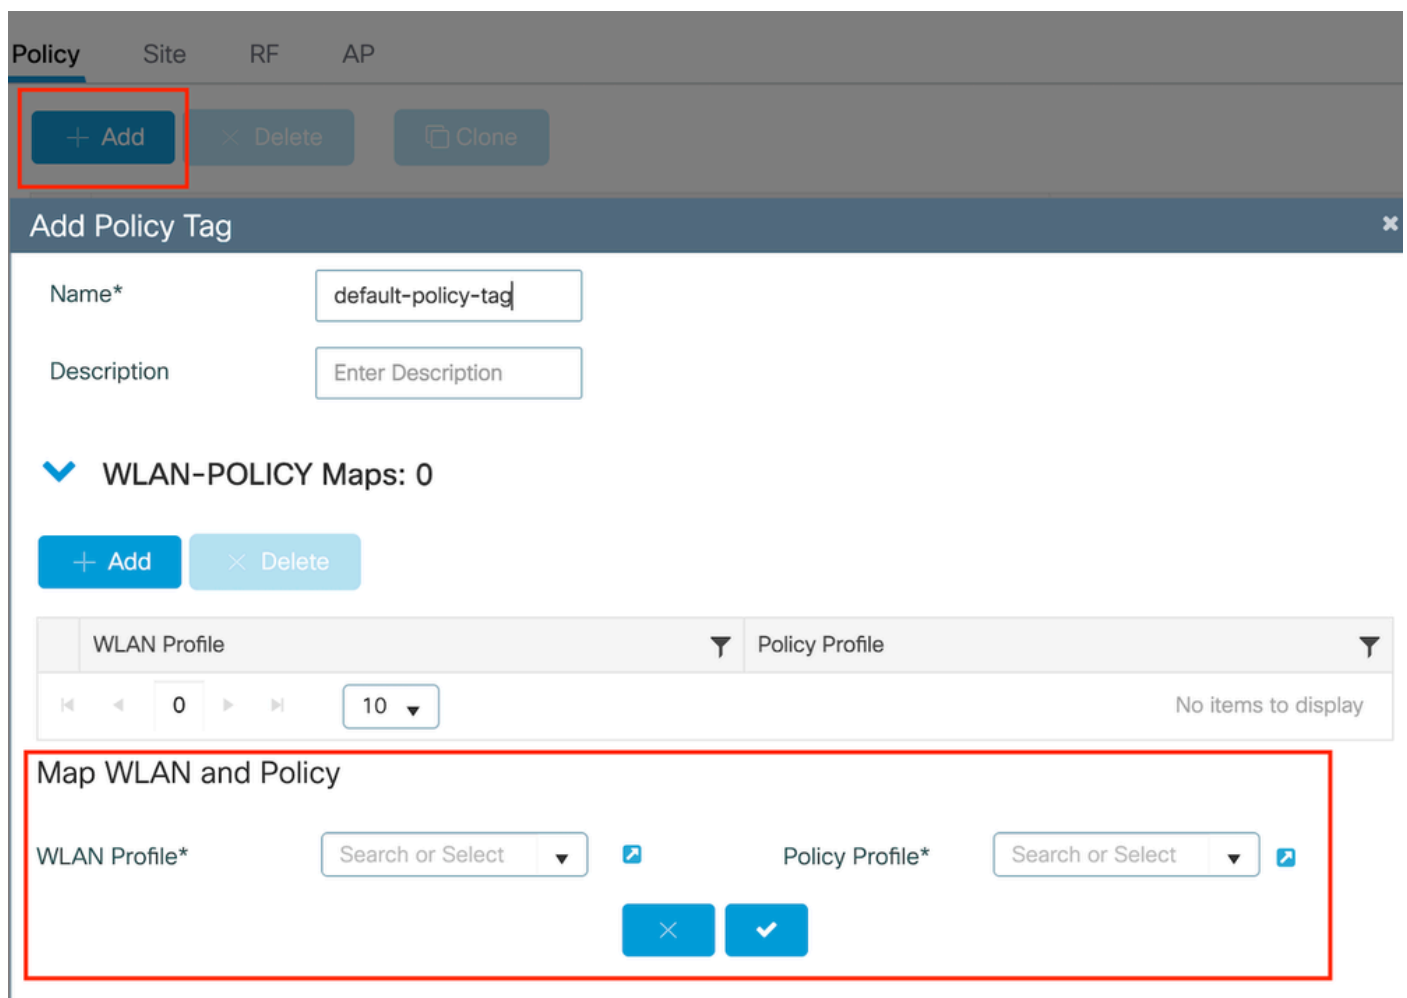 Policy Site RF AP
+ Add × Delete Clone
Add Policy Tag ×
Name* default-policy-tag
Description Enter Description
WLAN-POLICY Maps: 0
+ Add × Delete
WLAN Profile Policy Profile
0 10 No items to display
Map WLAN and Policy
WLAN Profile* Search or Select Policy Profile* Search or Select